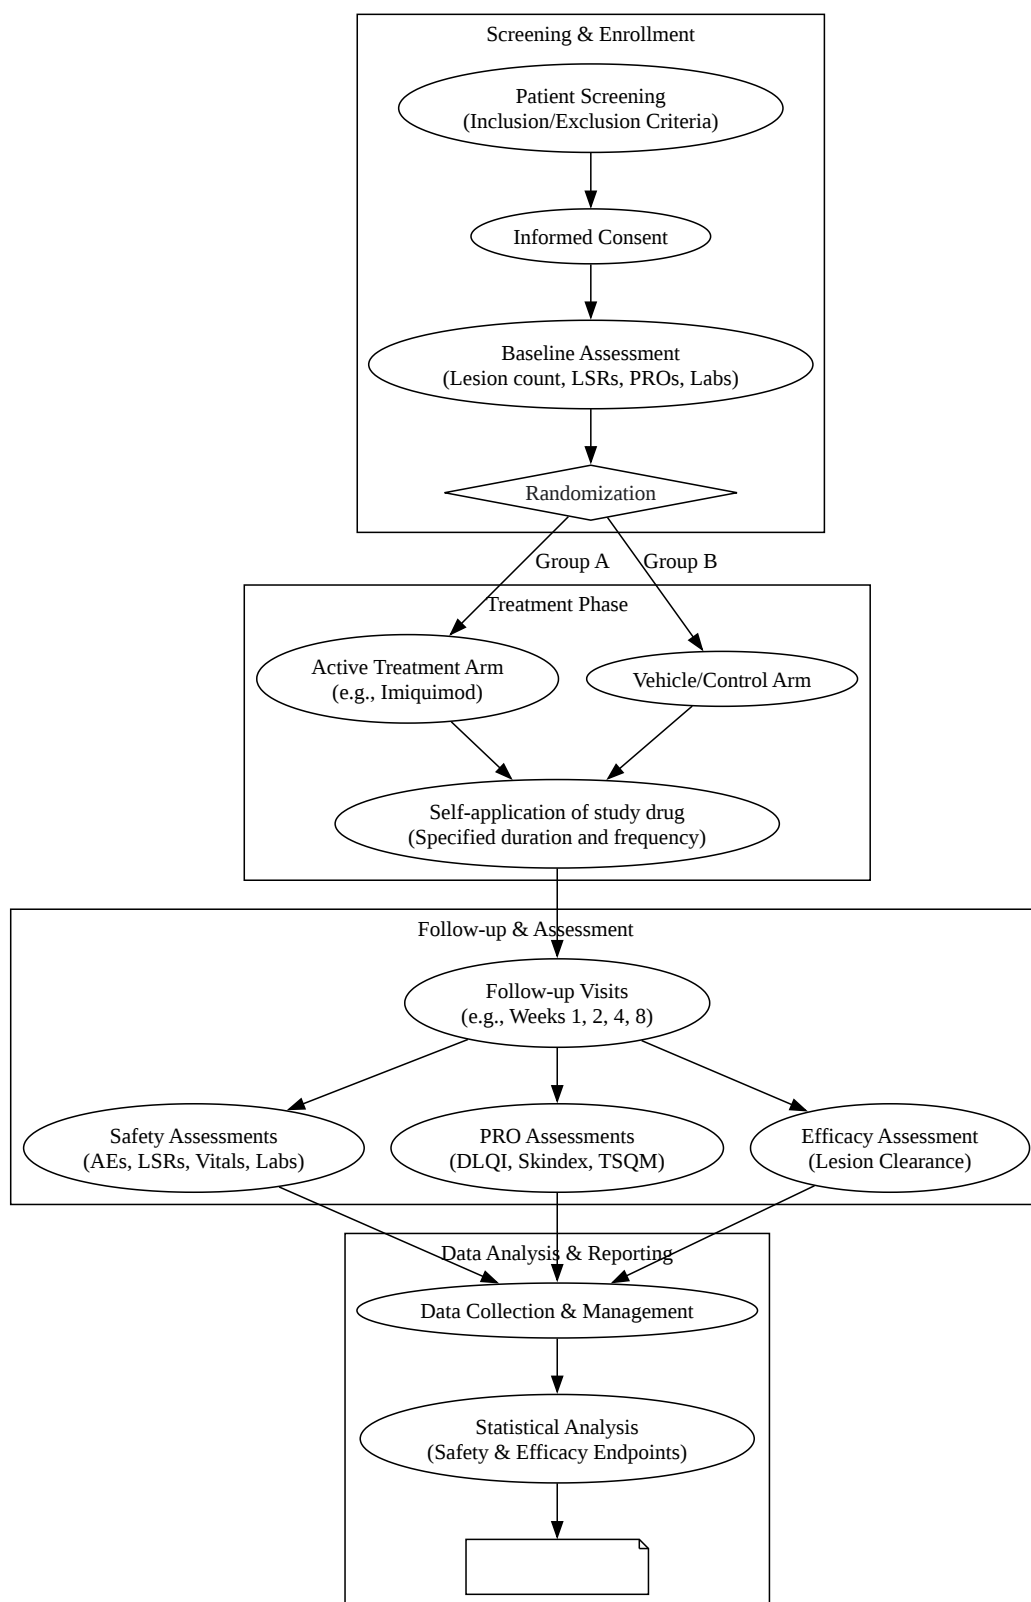 Screening & Enrollment
Patient Screening
(Inclusion/Exclusion Criteria)
Informed Consent
Baseline Assessment
(Lesion count, LSRs, PROs, Labs)
Randomization
Group A
Group B
Treatment Phase
Active Treatment Arm
(e.g., Imiquimod)
Vehicle/Control Arm
Self-application of study drug
(Specified duration and frequency)
Follow-up & Assessment
Follow-up Visits
(e.g., Weeks 1, 2, 4, 8)
Safety Assessments
(AEs, LSRs, Vitals, Labs)
PRO Assessments
(DLQI, Skindex, TSQM)
Efficacy Assessment
(Lesion Clearance)
Data Analysis & Reporting
Data Collection & Management
Statistical Analysis
(Safety & Efficacy Endpoints)